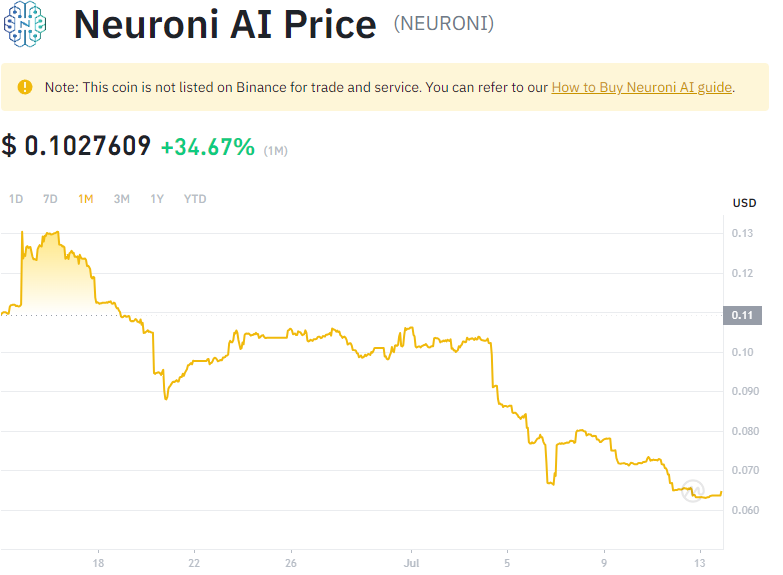 Neuroni AI Price (NEURONI)
Note: This coin is not listed on Binance for trade and service. You can refer to our How to Buy Neuroni AI guide.
$ 0.1027609 +34.67% (1M)
1D 7D 1M 3M 1Y YTD
USD
0.13
0.12
0.11
0.10
0.090
0.080
0.070
0.060
18 22 26 Jul 5 9 13